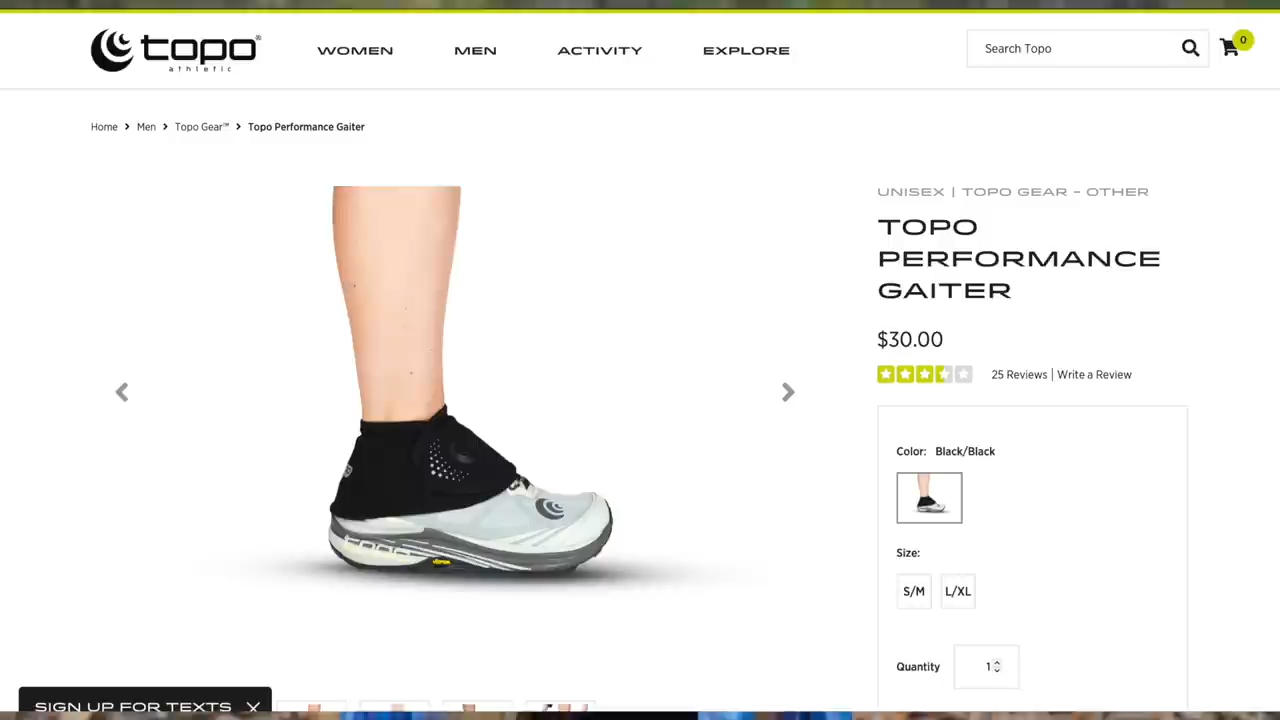 topo®
athletic
WOMEN
MEN
ACTIVITY
EXPLORE
Search Topo
0
Home > Men > Topo Gear™ > Topo Performance Gaiter
UNISEX | TOPO GEAR - OTHER
TOPO
PERFORMANCE
GAITER
$30.00
25 Reviews | Write a Review
Color: Black/Black
Size:
S/M
L/XL
Quantity
1
topo
vibram
SIGN UP FOR TEXTS